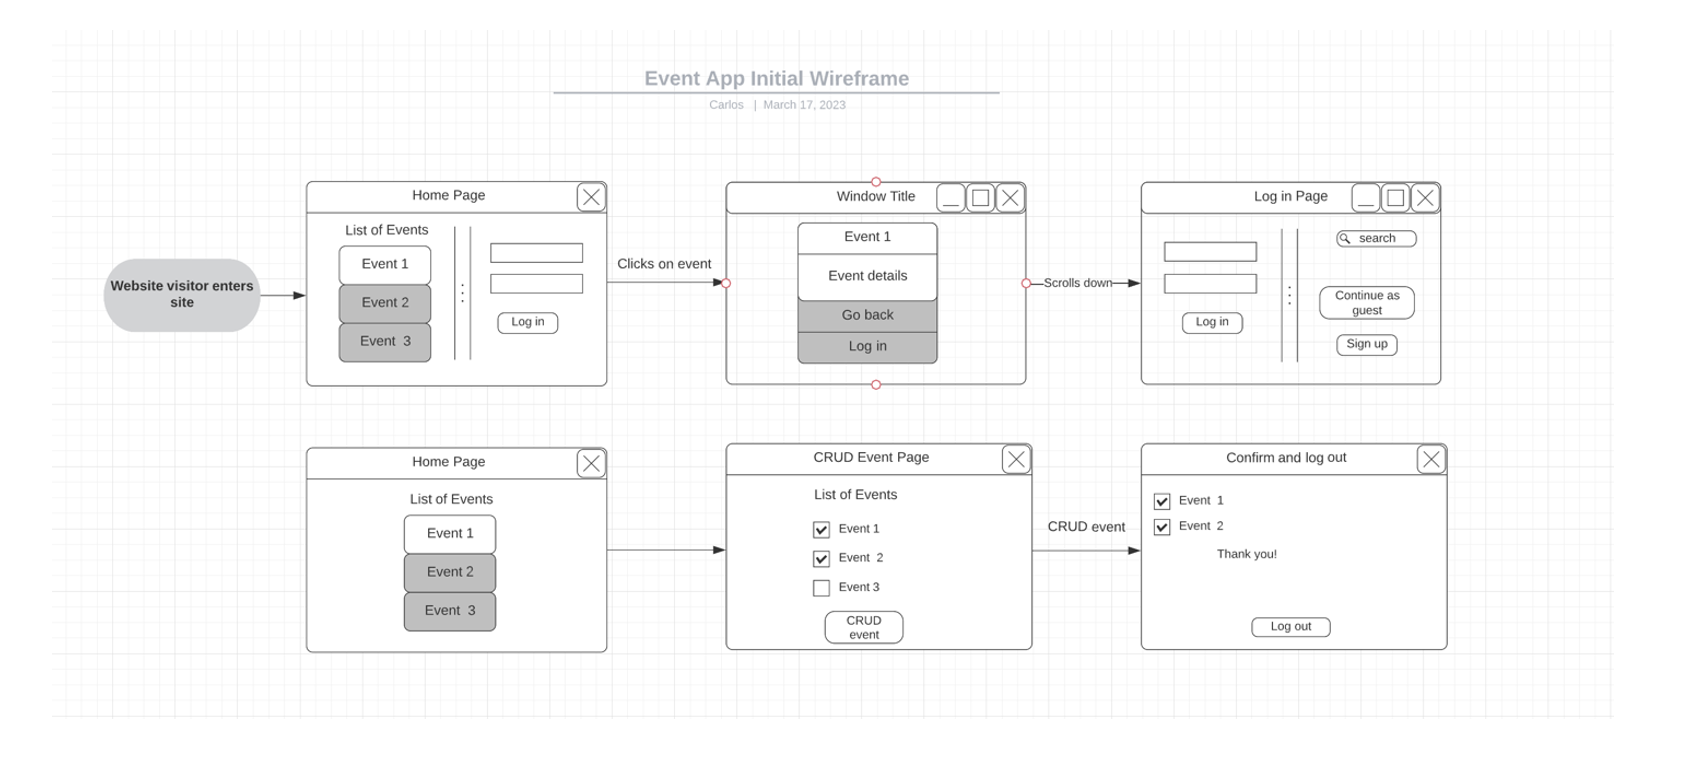 Event App Initial Wireframe
Carlos | March 17, 2023
Website visitor enters
site
Home Page
List of Events
Event 1
Event 2
Event 3
Log in
Clicks on event
Window Title
Event 1
Event details
Go back
Log in
Scrolls down
Log in Page
Log in
search
Continue as
guest
Sign up
Home Page
List of Events
Event 1
Event 2
Event 3
CRUD Event Page
List of Events
Event 1
Event 2
Event 3
CRUD
event
CRUD event
Confirm and log out
Event 1
Event 2
Thank you!
Log out